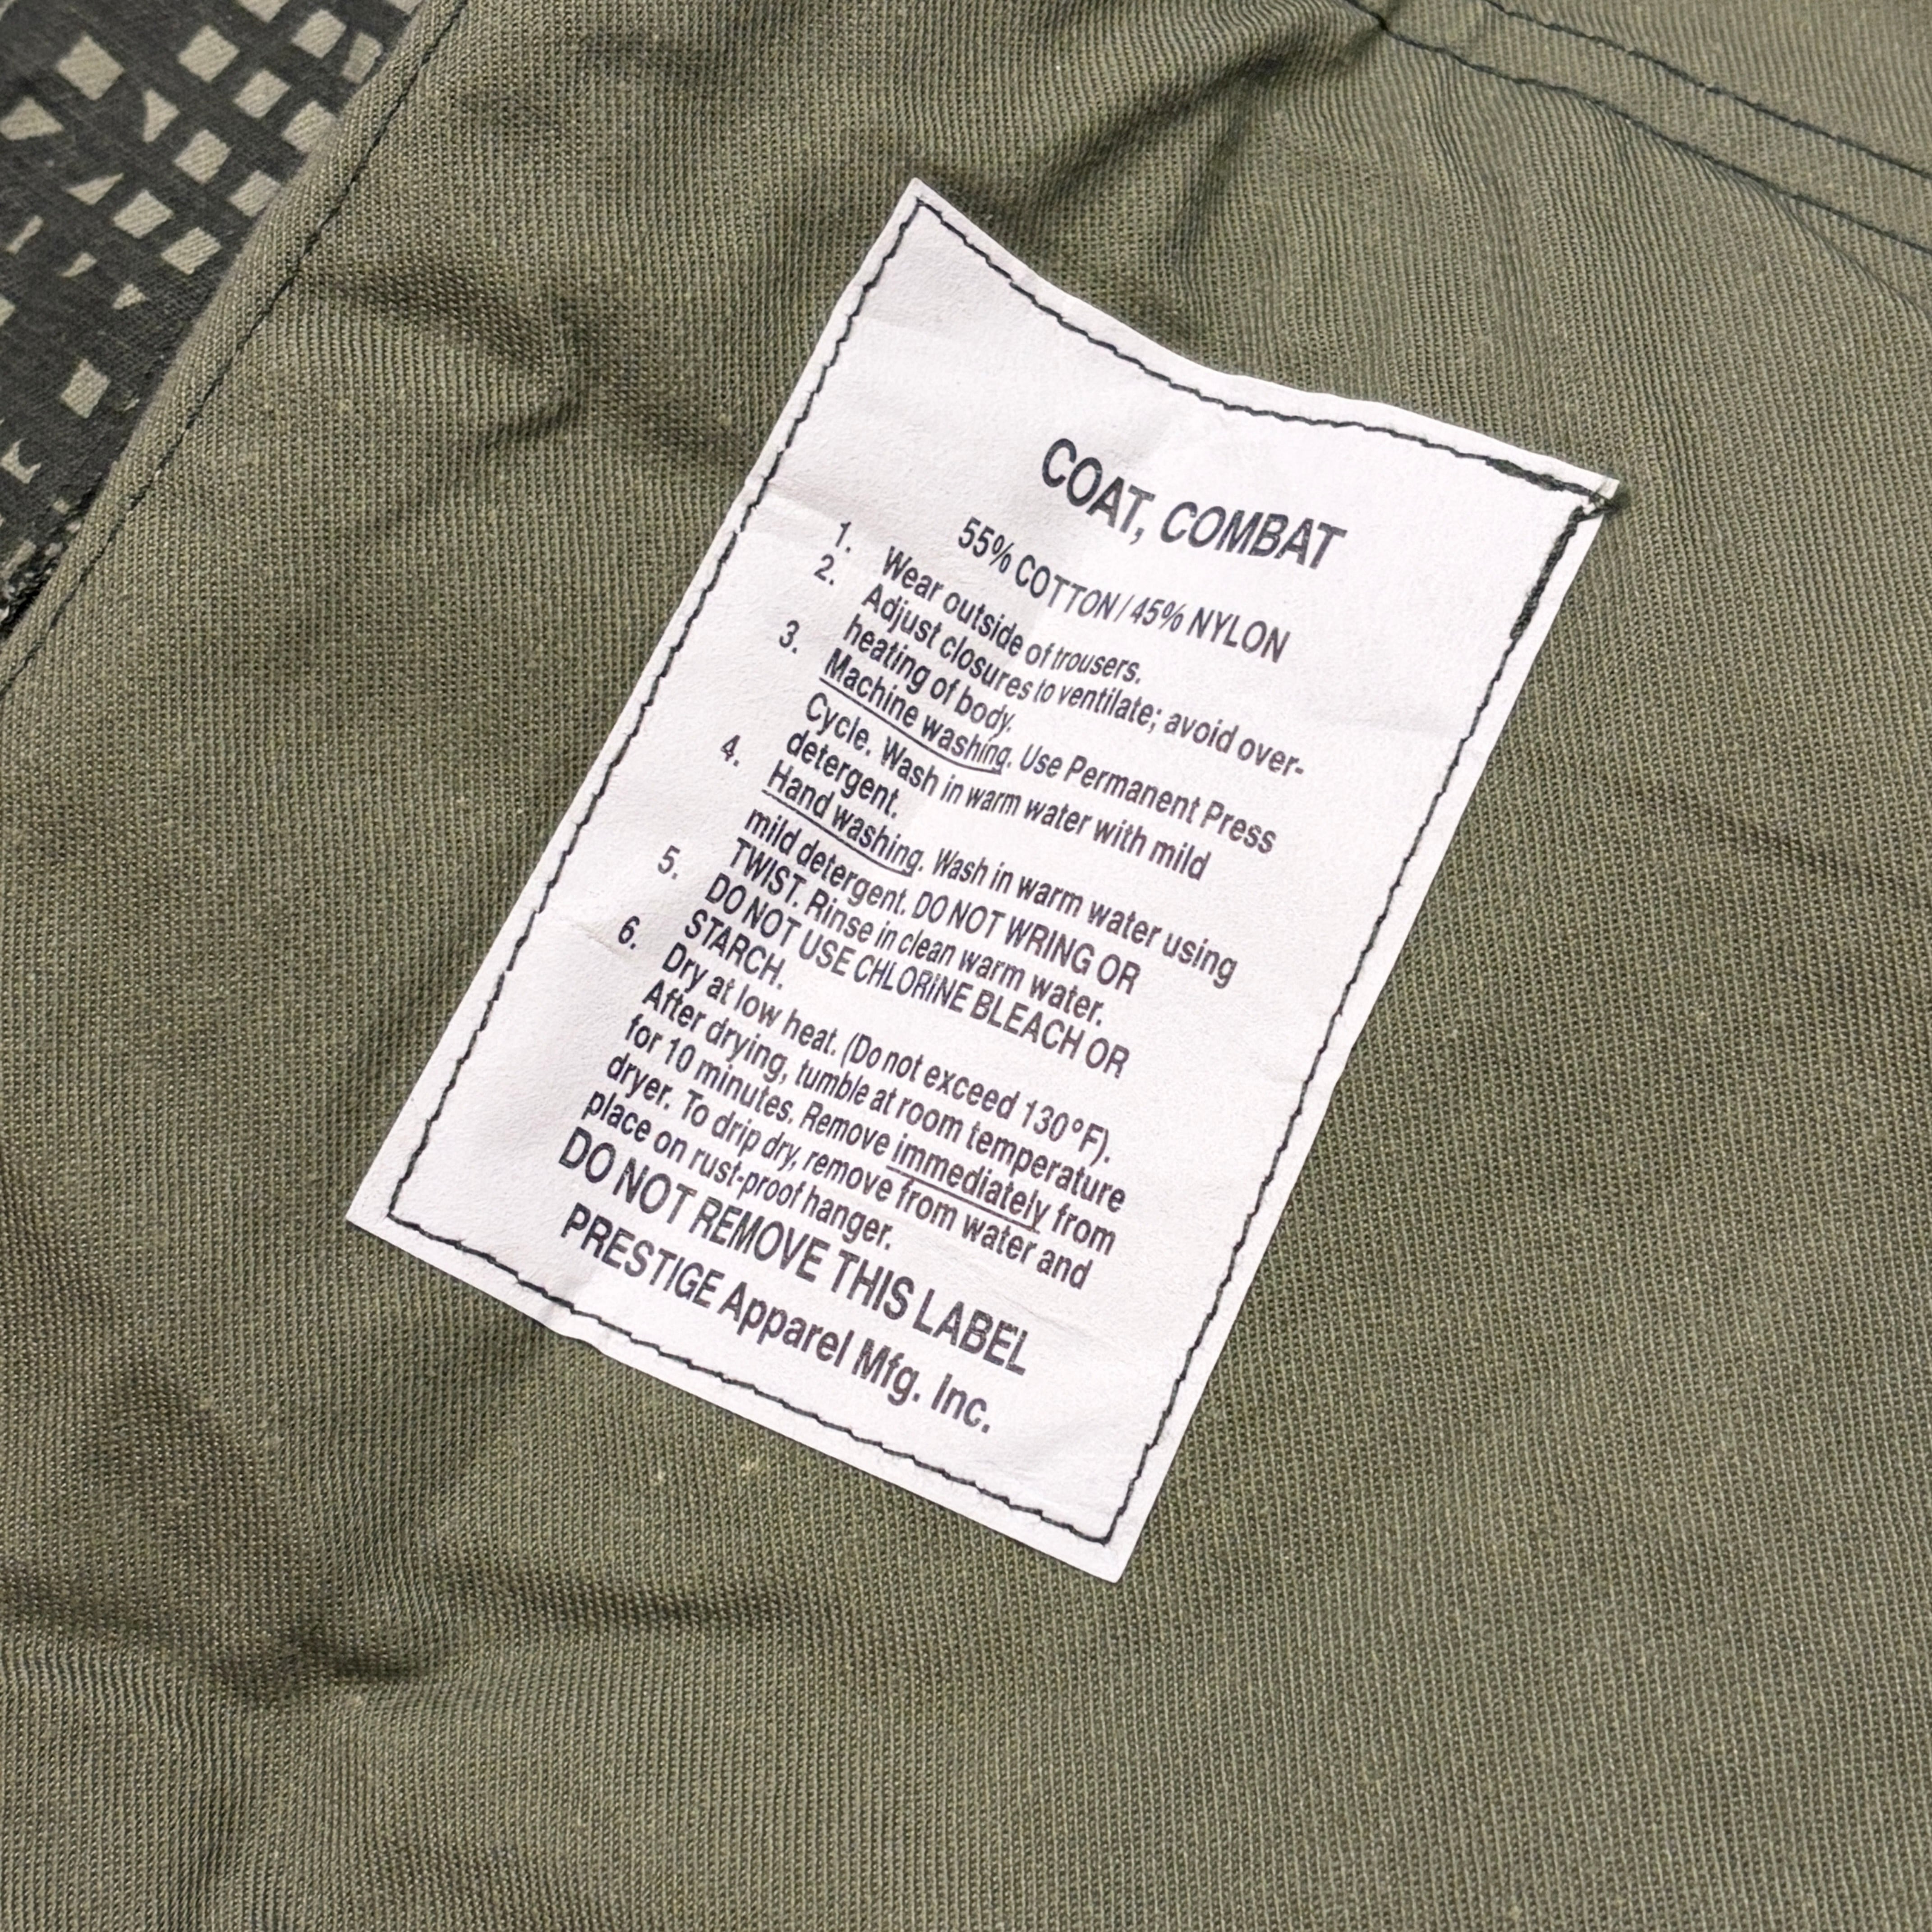 COAT, COMBAT
55% COTTON / 45% NYLON
1. Wear outside of trousers.
2. Adjust closures to ventilate; avoid over-
heating of body.
3. Machine washing. Use Permanent Press
Cycle. Wash in warm water with mild
detergent.
4. Hand washing. Wash in warm water using
mild detergent. DO NOT WRING OR
TWIST. Rinse in clean warm water.
5. DO NOT USE CHLORINE BLEACH OR
STARCH.
6. Dry at low heat. (Do not exceed 130°F).
After drying, tumble at room temperature
for 10 minutes. Remove immediately from
dryer. To drip dry, remove from water and
place on rust-proof hanger.
DO NOT REMOVE THIS LABEL
PRESTIGE Apparel Mfg. Inc.